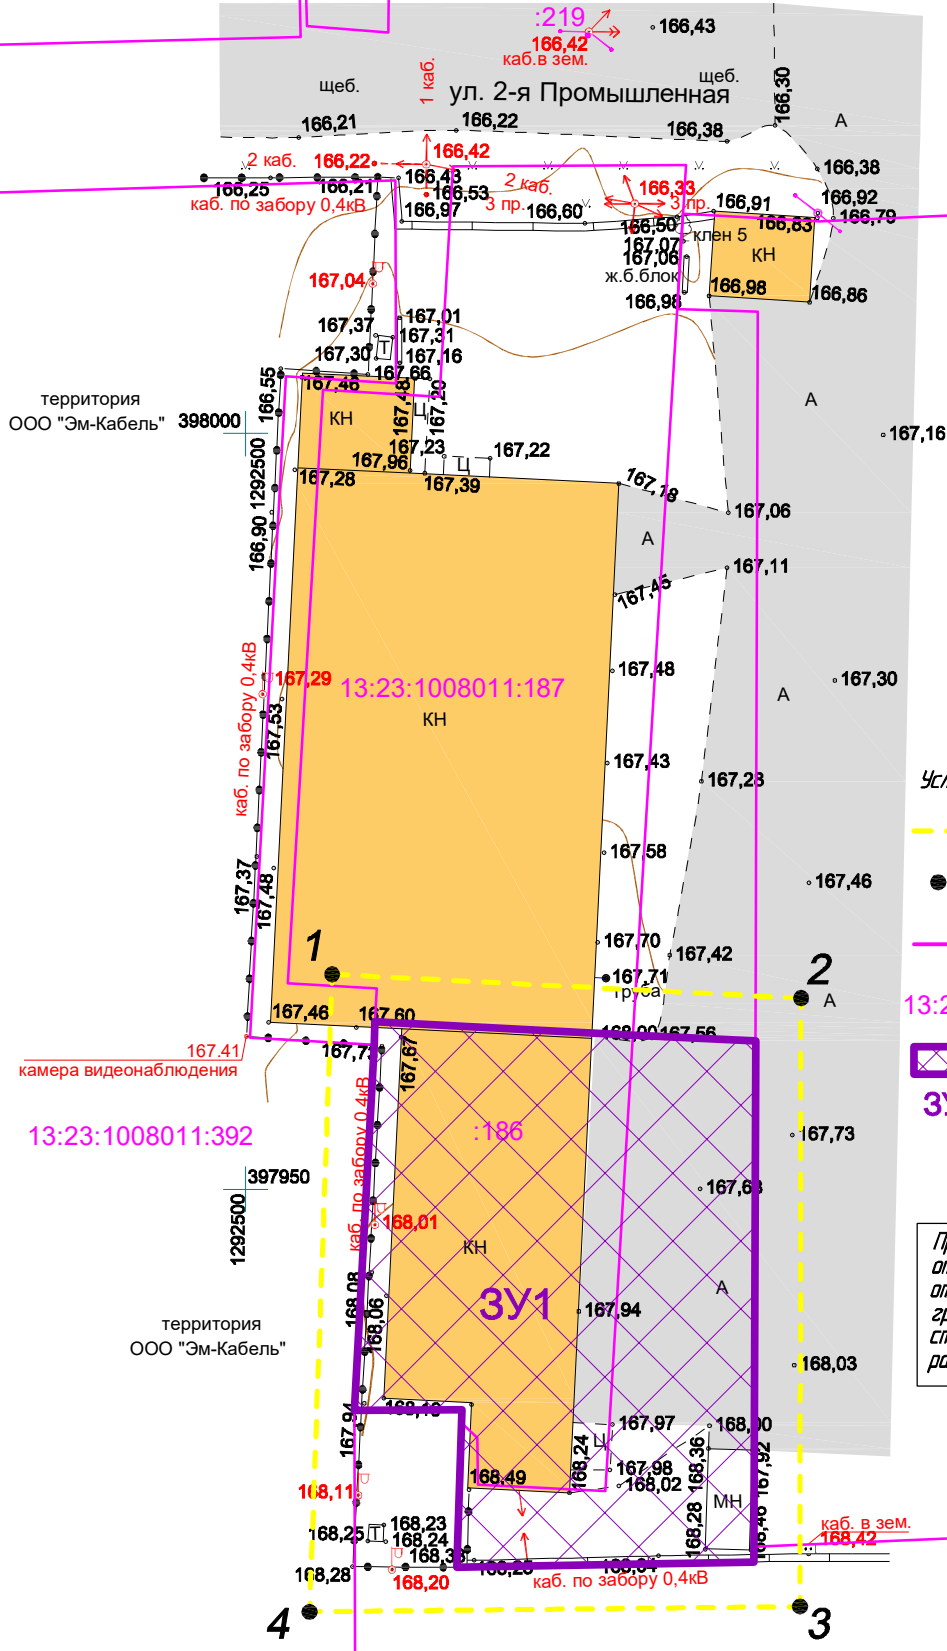 :219
166,43
166,42
каб.в зем.
1 каб.
щеб.
щеб.
ул. 2-я Промышленная
166,30
166,21
166,22
166,38
А
2 каб.
166,22
166,42
166,38
166,25
166,21
166,43
2 каб.
166,33
166,92
каб. по забору 0,4кВ
166,53
3 пр.
3 пр.
166,91
166,97
166,60
166,50
166,83
166,79
клен 5
167,07
КН
167,06
ж.б.блок
167,04
166,98
166,98
166,86
167,01
167,37
167,31
Т
167,30
167,16
166,55
167,66
167,46
167,48
167,20
территория
ООО "Эм-Кабель"
398000
КН
Ц
А
167,16
167,23
167,22
1292500
167,96
Ц
167,28
167,39
167,18
166,90
167,06
А
167,11
167,45
167,48
каб. по забору 0,4кВ
167,29
13:23:1008011:187
167,30
А
167,53
КН
167,43
167,23
Усл
167,58
167,37
167,48
167,46
1
167,70
167,42
2
167,71
труба
А
13:2
167,46
167,60
168,00
167,56
167.41
камера видеонаблюдения
167,73
167,67
ЗУ
13:23:1008011:392
:186
167,73
каб. по забору 0,4кВ
397950
1292500
167,63
168,01
КН
ЗУ1
А
167,94
168,08
168,06
территория
ООО "Эм-Кабель"
168,03
167,94
167,97
168,00
Ц
168,36
167,92
168,24
167,98
168,02
168,49
168,11
МН
168,28
168,46
168,23
168,25
Т
168,24
каб. в зем.
168,42
168,28
168,20
каб. по забору 0,4кВ
4
3